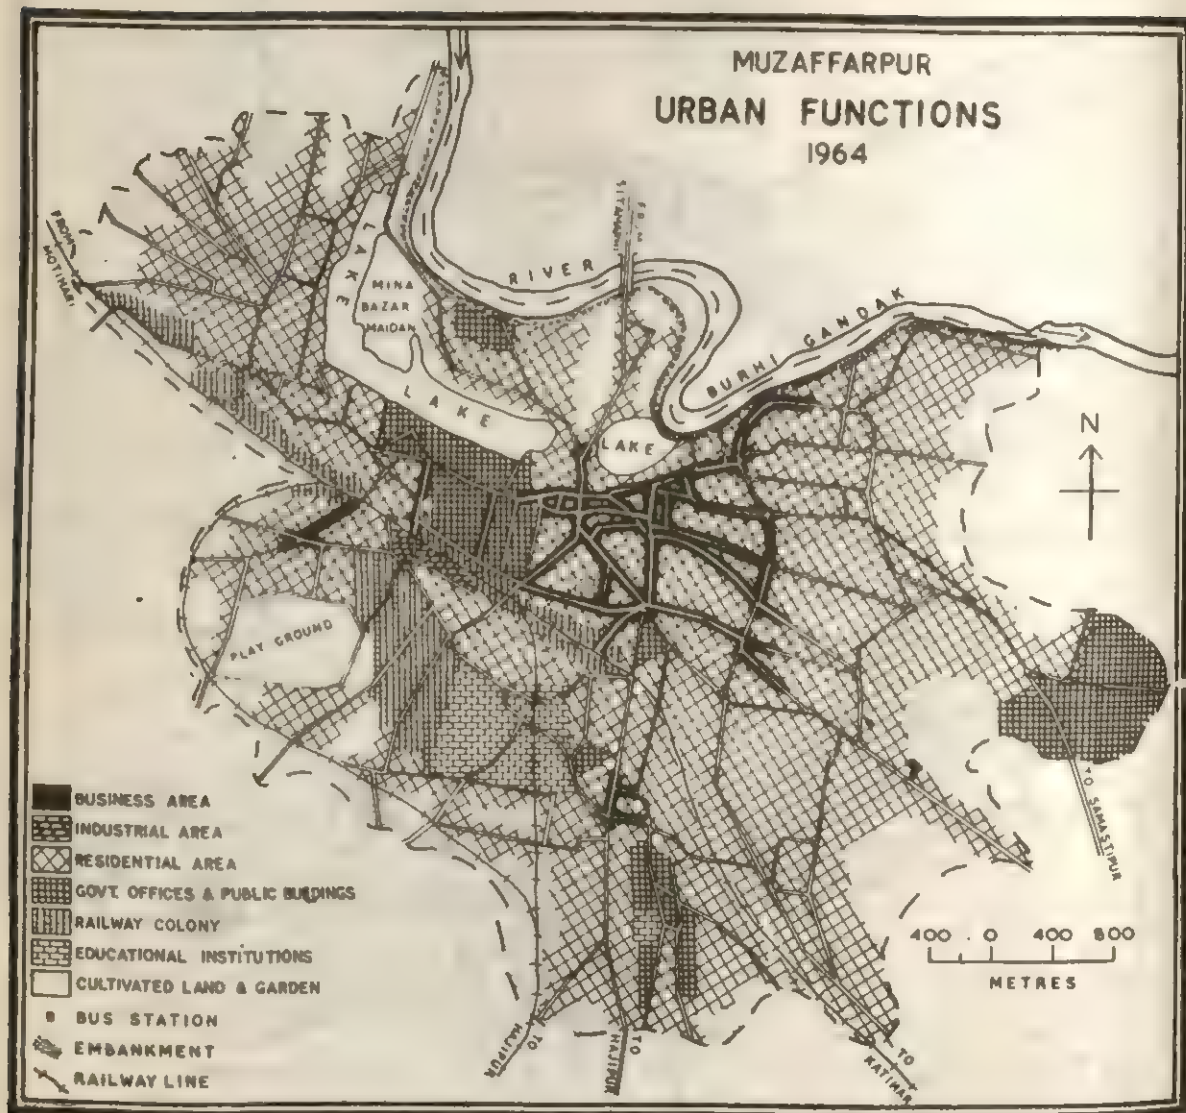 MUZAFFARPUR
URBAN FUNCTIONS
1964
FROM
MOTIHARI
LAKE
MINA
BAZAR
MAIDAN
RIVER
FROM
SITAMARHI
BURHI GANDAK
LAKE
LAKE
N
PLAY GROUND
TO SAMASTIPUR
BUSINESS AREA
INDUSTRIAL AREA
RESIDENTIAL AREA
GOVT. OFFICES & PUBLIC BUILDINGS
RAILWAY COLONY
EDUCATIONAL INSTITUTIONS
CULTIVATED LAND & GARDEN
BUS STATION
EMBANKMENT
RAILWAY LINE
400 0 400 800
METRES
TO
HAJIPUR
TO
HAJIPUR
TO
KATIHAR